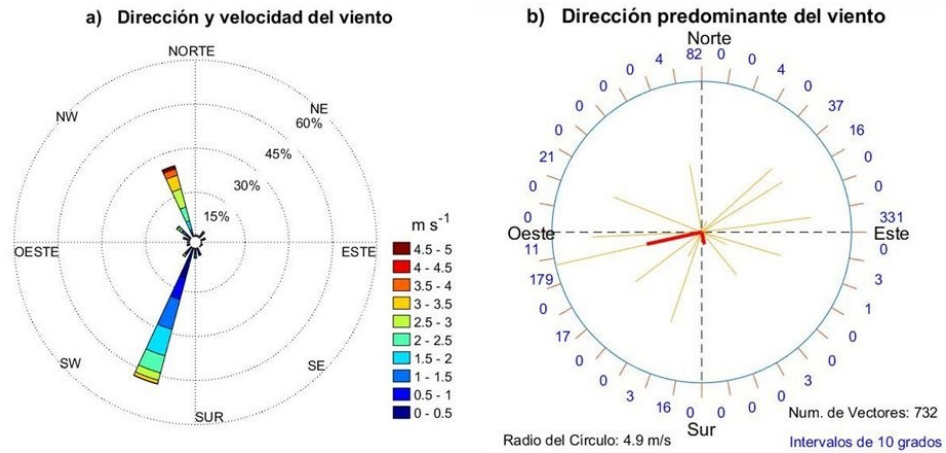 a) Dirección y velocidad del viento
NORTE
NW
NE
60%
45%
30%
15%
OESTE
ESTE
SW
SE
SUR
m s-1
4.5 - 5
4 - 4.5
3.5 - 4
3 - 3.5
2.5 - 3
2 - 2.5
1.5 - 2
1 - 1.5
0.5 - 1
0 - 0.5
b) Dirección predominante del viento
Norte
82
0
0
4
0
37
16
0
0
331
Este
0
3
1
0
0
3
0
0
0
Sur
0
16
3
0
0
17
0
179
11
Oeste
0
0
21
0
0
0
0
4
Num. de Vectores: 732
Radio del Circulo: 4.9 m/s
Intervalos de 10 grados